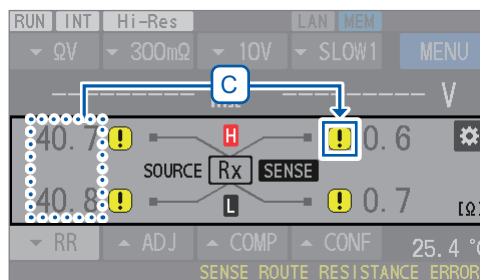 RUN INT Hi-Res LAN MEM
ΩV 300mΩ 10V SLOW1 MENU
C
V
40.7 ! H ! 0.6
SOURCE Rx SENSE
40.8 ! L ! 0.7 [Ω]
RR ADJ COMP CONF 25.4 °C
SENSE ROUTE RESISTANCE ERROR